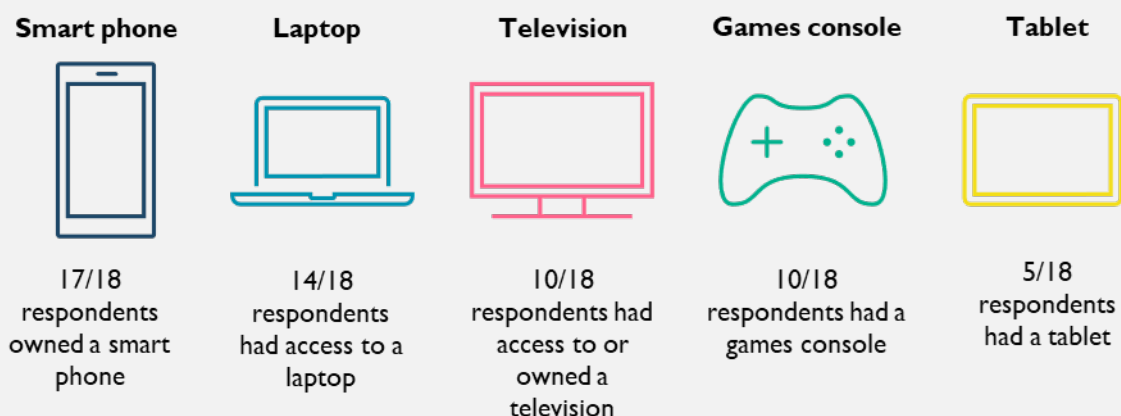 Smart phone
Laptop
Television
Games console
Tablet
17/18
respondents
owned a smart
phone
14/18
respondents
had access to a
laptop
10/18
respondents had
access to or
owned a
television
10/18
respondents had a
games console
5/18
respondents
had a tablet